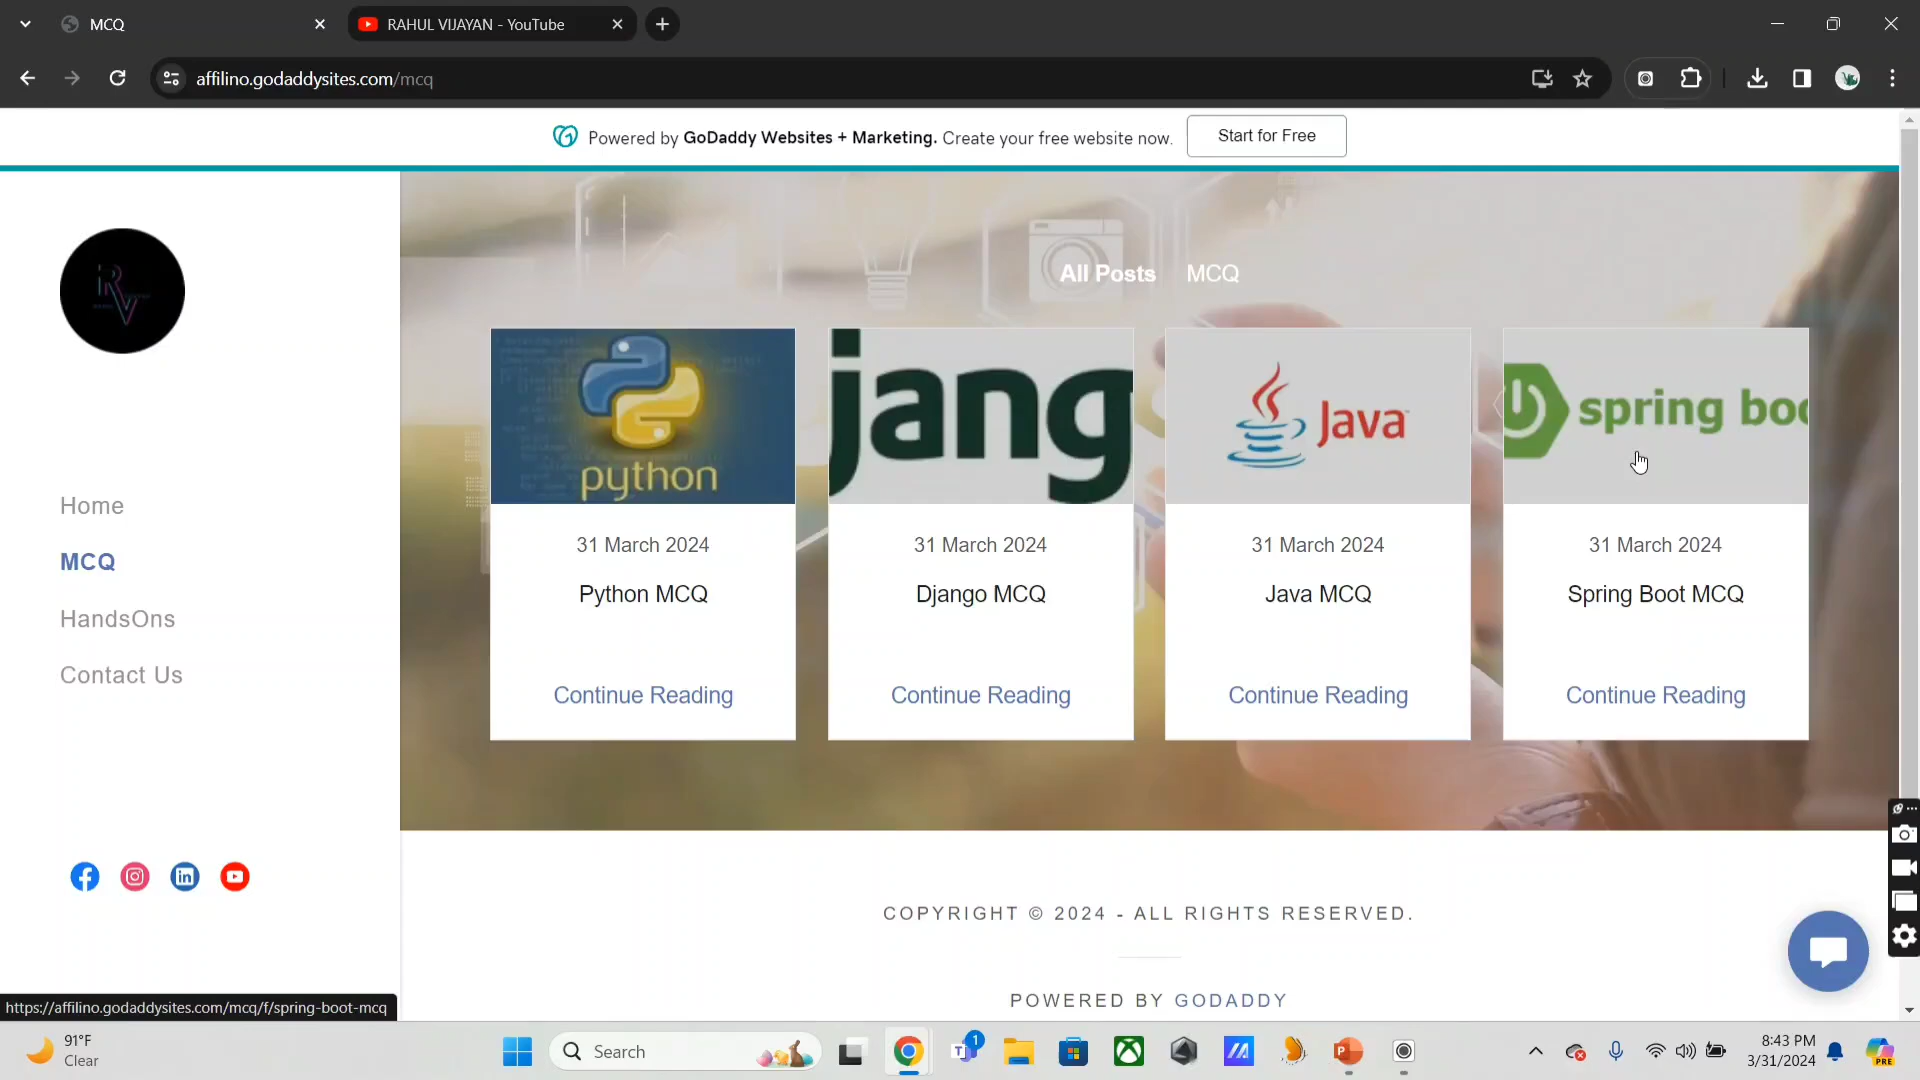 MCQ
RAHUL VIJAYAN - YouTube
affilino.godaddysites.com/mcq
Powered by GoDaddy Websites + Marketing. Create your free website now.
Start for Free
All Posts MCQ
python
jang
Java
spring boo
31 March 2024
Python MCQ
Continue Reading
31 March 2024
Django MCQ
Continue Reading
31 March 2024
Java MCQ
Continue Reading
31 March 2024
Spring Boot MCQ
Continue Reading
Home
MCQ
HandsOns
Contact Us
COPYRIGHT © 2024 - ALL RIGHTS RESERVED.
POWERED BY GODADDY
https://affilino.godaddysites.com/mcq/f/spring-boot-mcq
91°F
Clear
Search
1
8:43 PM
3/31/2024
PRE